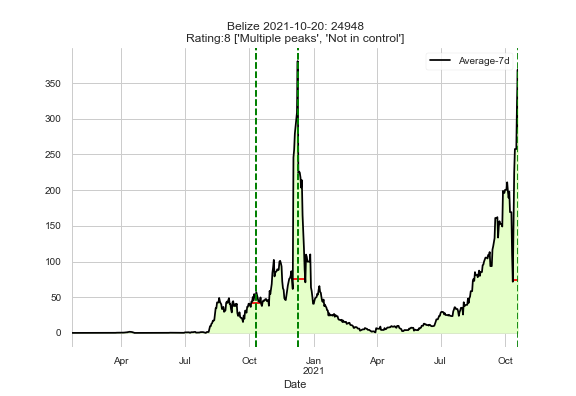 Belize 2021-10-20: 24948
Rating:8 ['Multiple peaks', 'Not in control']
Average-7d
350
300
250
200
150
100
50
0
Apr
Jul
Oct
Jan
2021
Apr
Jul
Oct
Date